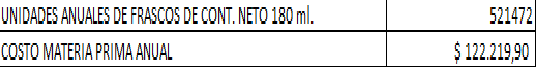 UNIDADES ANUALES DE FRASCOS DE CONT. NETO 180 ml. 521472
COSTO MATERIA PRIMA ANUAL $ 122.219,90